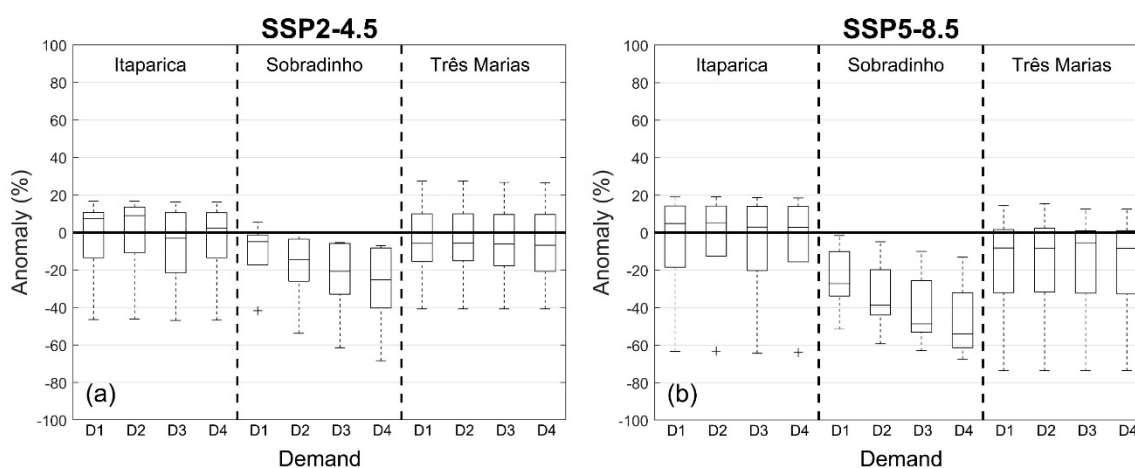 SSP2-4.5
Itaparica Sobradinho Três Marias
100
80
60
40
20
0
-20
-40
-60
-80
-100
Anomaly (%)
(a)
D1 D2 D3 D4 D1 D2 D3 D4 D1 D2 D3 D4
Demand
SSP5-8.5
Itaparica Sobradinho Três Marias
100
80
60
40
20
0
-20
-40
-60
-80
-100
Anomaly (%)
(b)
D1 D2 D3 D4 D1 D2 D3 D4 D1 D2 D3 D4
Demand